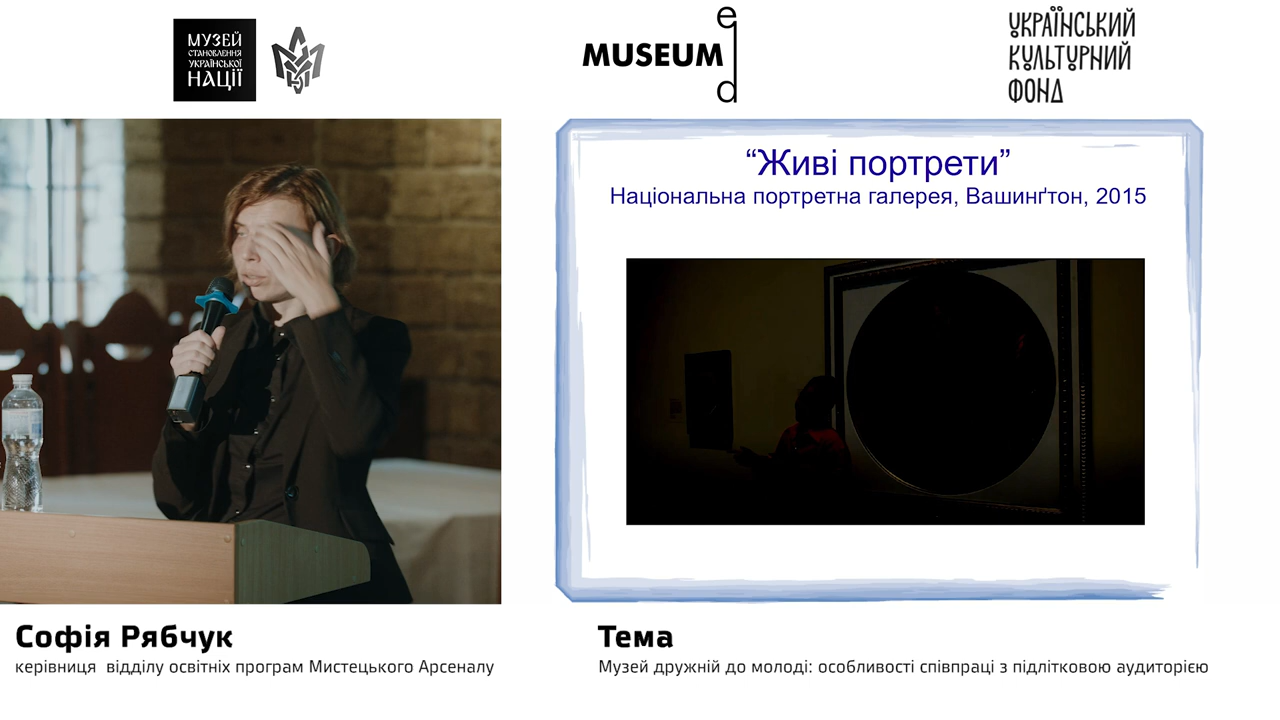 МУЗЕЙ
СТАНОВЛЕННЯ
УКРАЇНСЬКОЇ
НАЦІЇ
MUSEUM
ed
УКРАЇНСЬКИЙ
КУЛЬТУРНИЙ
ФОНД
“Живі портрети”
Національна портретна галерея, Вашинґтон, 2015
Софія Рябчук
керівниця відділу освітніх програм Мистецького Арсеналу
Тема
Музей дружній до молоді: особливості співпраці з підлітковою аудиторією